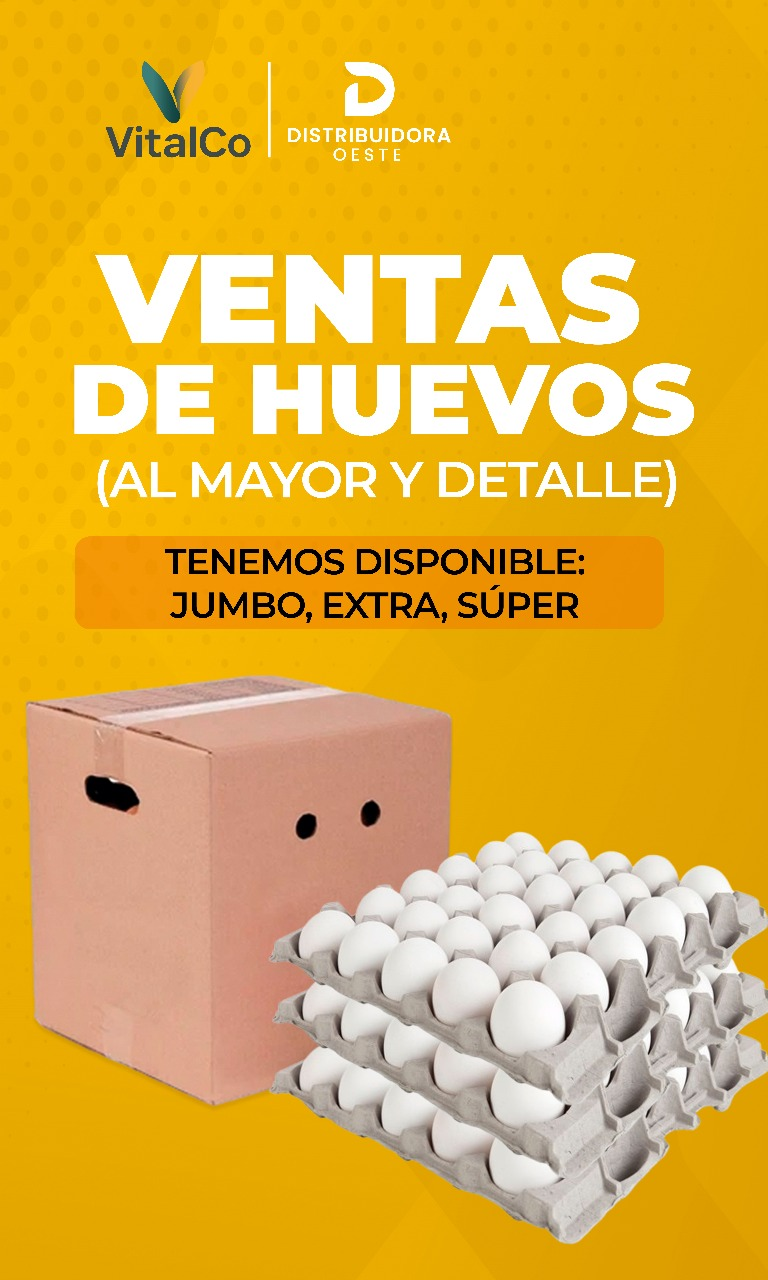 VitalCo
DISTRIBUIDORA
OESTE
VENTAS
DE HUEVOS
(AL MAYOR Y DETALLE)
TENEMOS DISPONIBLE:
JUMBO, EXTRA, SÚPER